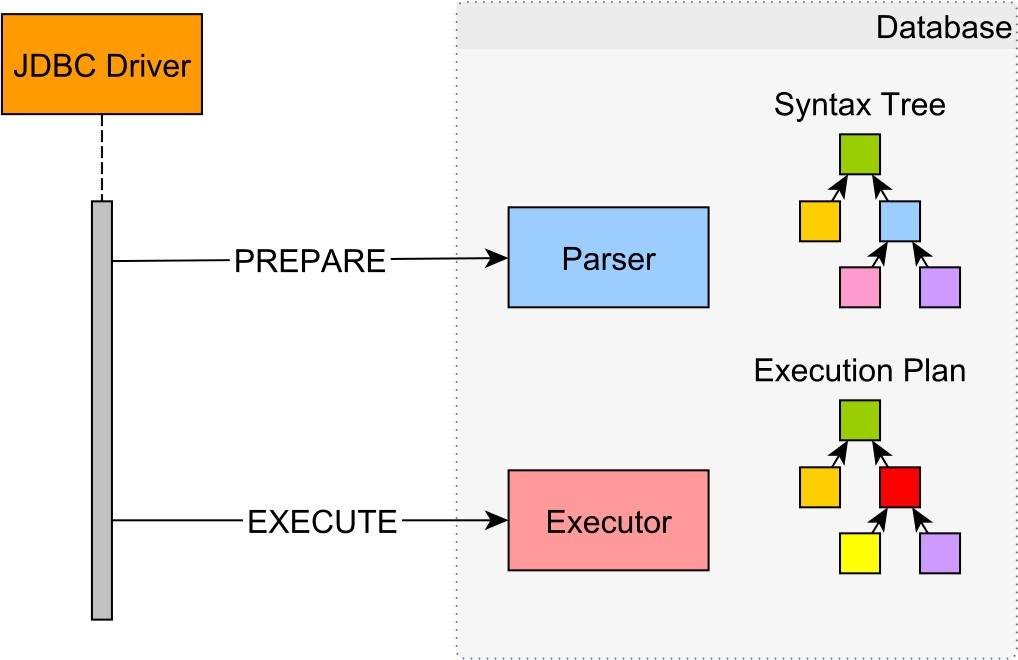 JDBC Driver
Database
Syntax Tree
PREPARE
Parser
Execution Plan
EXECUTE
Executor